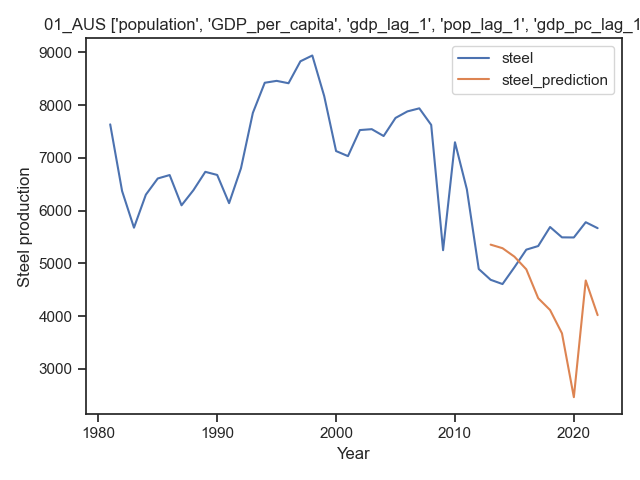 01_AUS ['population', 'GDP_per_capita', 'gdp_lag_1', 'pop_lag_1', 'gdp_pc_lag_1
9000
8000
7000
6000
5000
4000
3000
Steel production
steel
steel_prediction
1980
1990
2000
2010
2020
Year